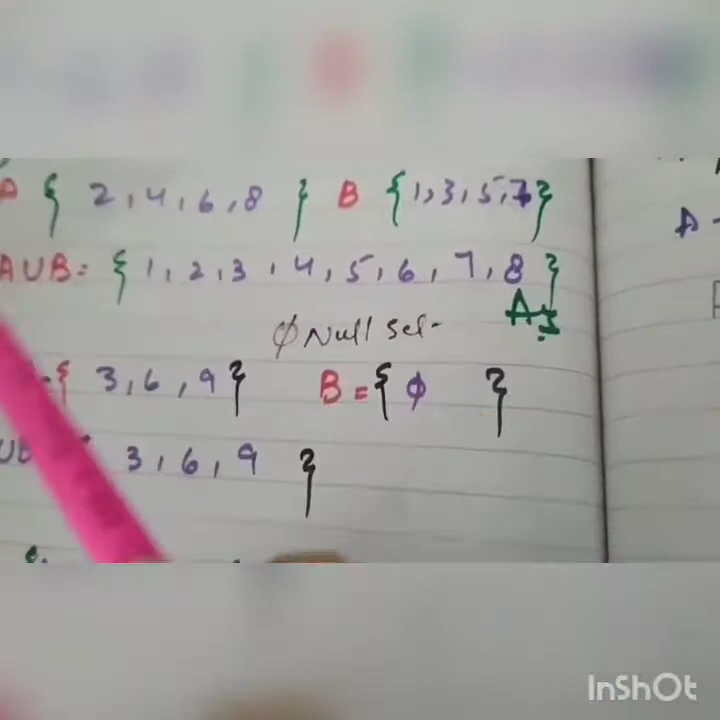 A { 2,4,6,8 } B {1,3,5,7}
AUB = { 1,2,3,4,5,6,7,8 }
Ans
φ Null set
= { 3,6,9 } B = { φ }
{ 3,6,9 }
A -
InShOt